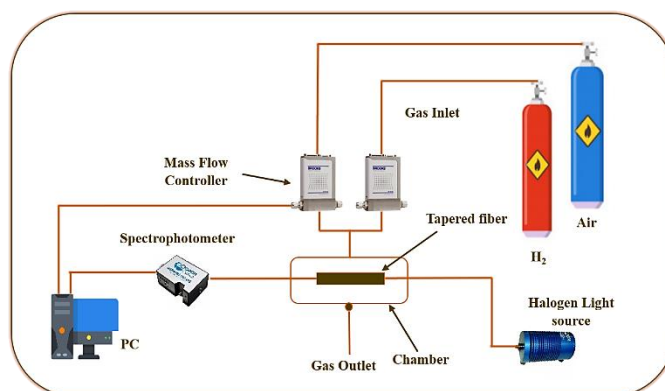 Gas Inlet
Mass Flow
Controller
Tapered fiber
Air
H₂
Spectrophotometer
Halogen Light
source
PC
Gas Outlet
Chamber